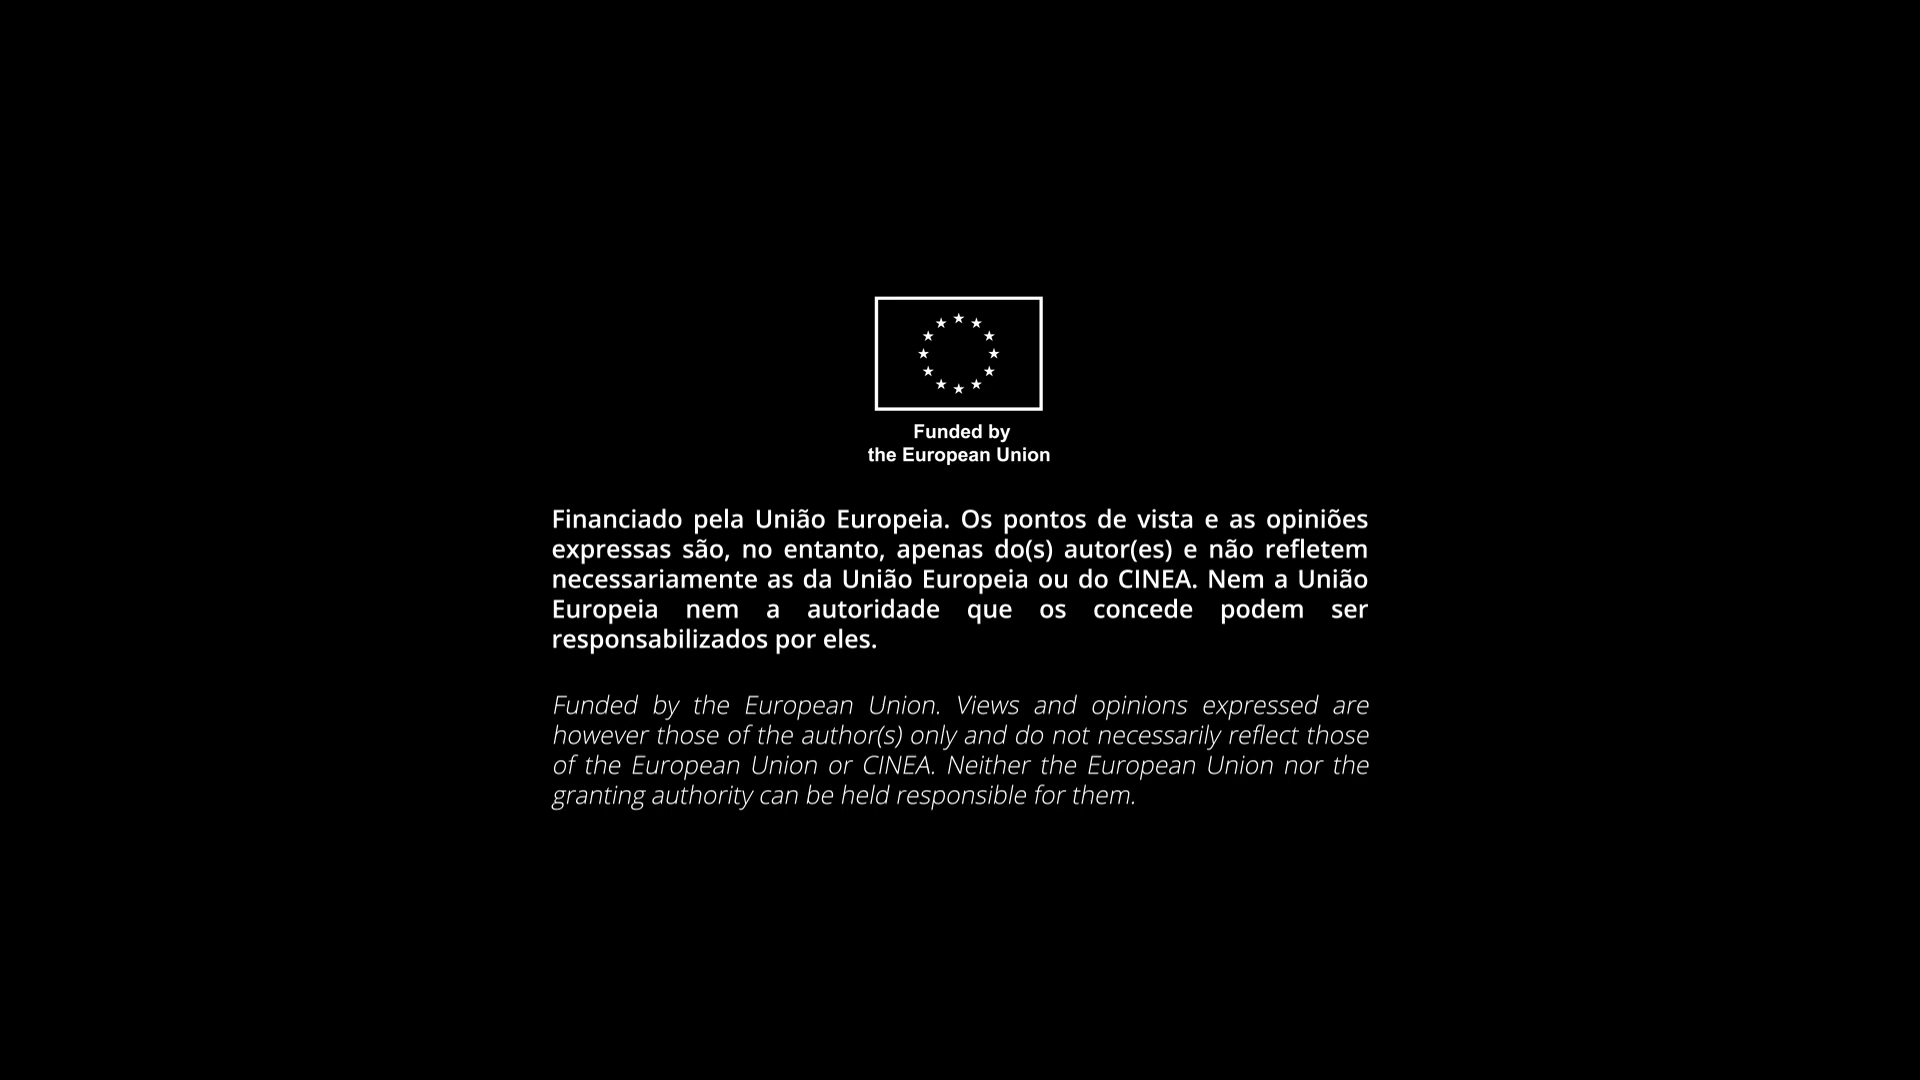 Funded by
the European Union
Financiado pela União Europeia. Os pontos de vista e as opiniões
expressas são, no entanto, apenas do(s) autor(es) e não refletem
necessariamente as da União Europeia ou do CINEA. Nem a União
Europeia nem a autoridade que os concede podem ser
responsabilizados por eles.
Funded by the European Union. Views and opinions expressed are
however those of the author(s) only and do not necessarily reflect those
of the European Union or CINEA. Neither the European Union nor the
granting authority can be held responsible for them.